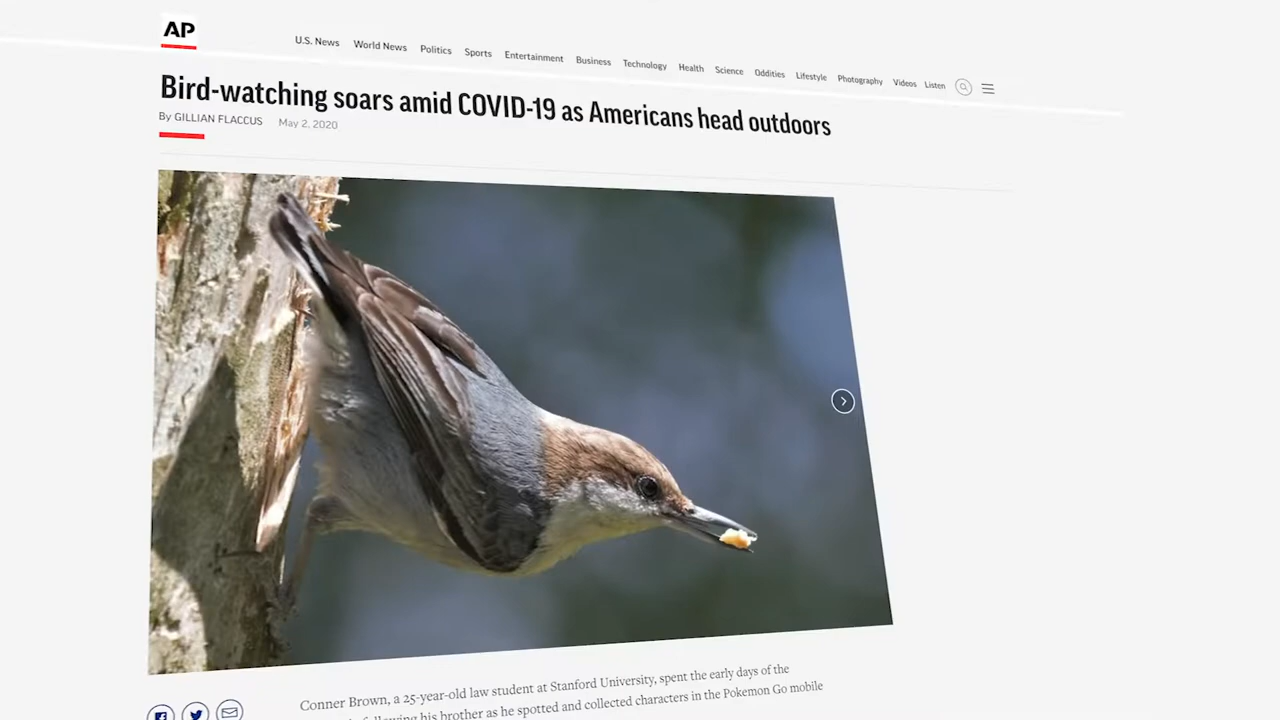 AP
U.S. News World News Politics Sports Entertainment Business Technology Health Science Oddities Lifestyle Photography Videos Listen
Bird-watching soars amid COVID-19 as Americans head outdoors
By GILLIAN FLACCUS May 2, 2020
Conner Brown, a 25-year-old law student at Stanford University, spent the early days of the
following his brother as he spotted and collected characters in the Pokemon Go mobile